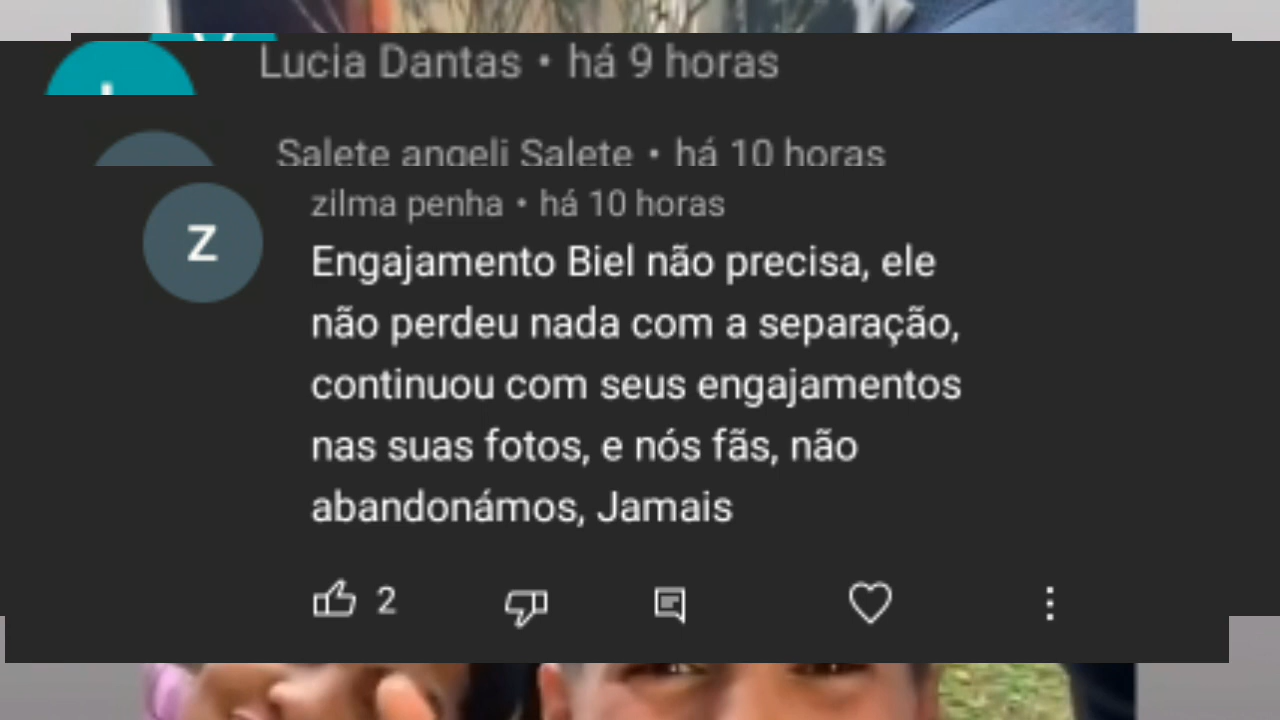 Lucia Dantas • há 9 horas
Salete angeli Salete • há 10 horas
zilma penha • há 10 horas
Z
Engajamento Biel não precisa, ele
não perdeu nada com a separação,
continuou com seus engajamentos
nas suas fotos, e nós fãs, não
abandonámos, Jamais
2